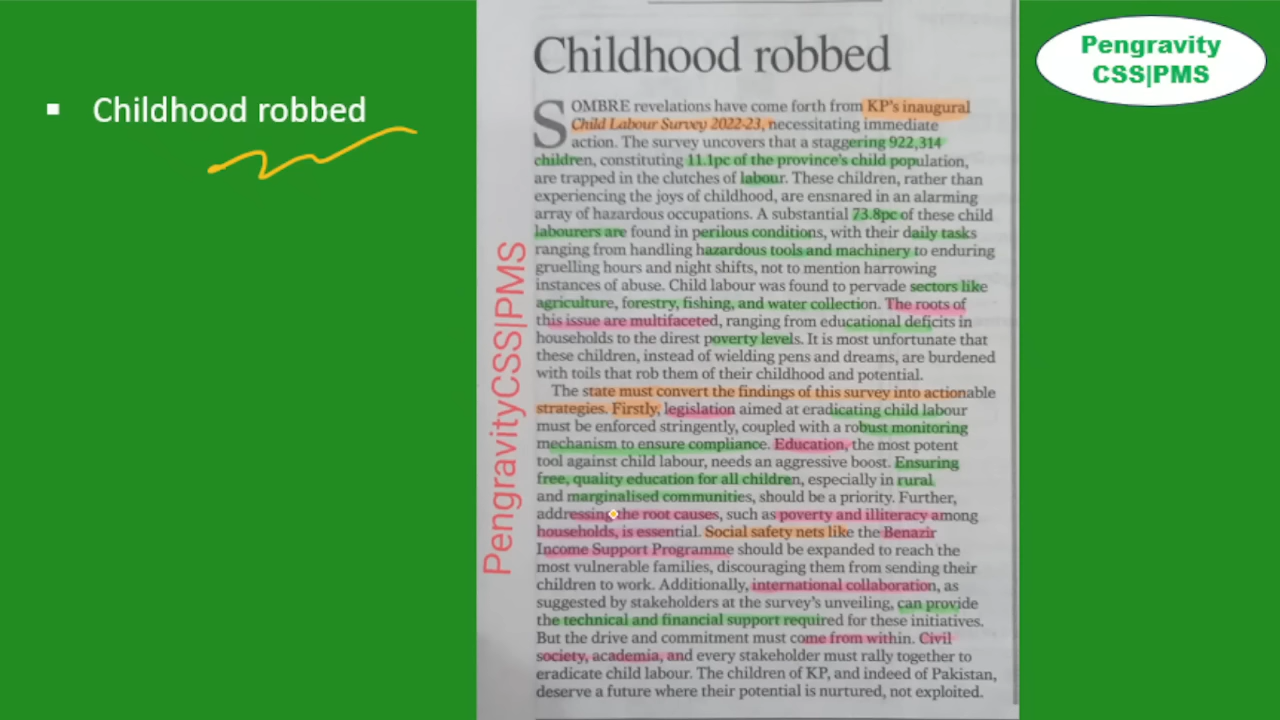 Childhood robbed
Pengravity
CSS|PMS
PengravityCSS|PMS
Childhood robbed
SOMBRE revelations have come forth from KP's inaugural
Child Labour Survey 2022-23, necessitating immediate
action. The survey uncovers that a staggering 922,314
children, constituting 11.1pc of the province's child population,
are trapped in the clutches of labour. These children, rather than
experiencing the joys of childhood, are ensnared in an alarming
array of hazardous occupations. A substantial 73.8pc of these child
labourers are found in perilous conditions, with their daily tasks
ranging from handling hazardous tools and machinery to enduring
gruelling hours and night shifts, not to mention harrowing
instances of abuse. Child labour was found to pervade sectors like
agriculture, forestry, fishing, and water collection. The roots of
this issue are multifaceted, ranging from educational deficits in
households to the direst poverty levels. It is most unfortunate that
these children, instead of wielding pens and dreams, are burdened
with toils that rob them of their childhood and potential.
The state must convert the findings of this survey into actionable
strategies. Firstly, legislation aimed at eradicating child labour
must be enforced stringently, coupled with a robust monitoring
mechanism to ensure compliance. Education, the most potent
tool against child labour, needs an aggressive boost. Ensuring
free, quality education for all children, especially in rural
and marginalised communities, should be a priority. Further,
addressing the root causes, such as poverty and illiteracy among
households, is essential. Social safety nets like the Benazir
Income Support Programme should be expanded to reach the
most vulnerable families, discouraging them from sending their
children to work. Additionally, international collaboration, as
suggested by stakeholders at the survey's unveiling, can provide
the technical and financial support required for these initiatives.
But the drive and commitment must come from within. Civil
society, academia, and every stakeholder must rally together to
eradicate child labour. The children of KP, and indeed of Pakistan,
deserve a future where their potential is nurtured, not exploited.